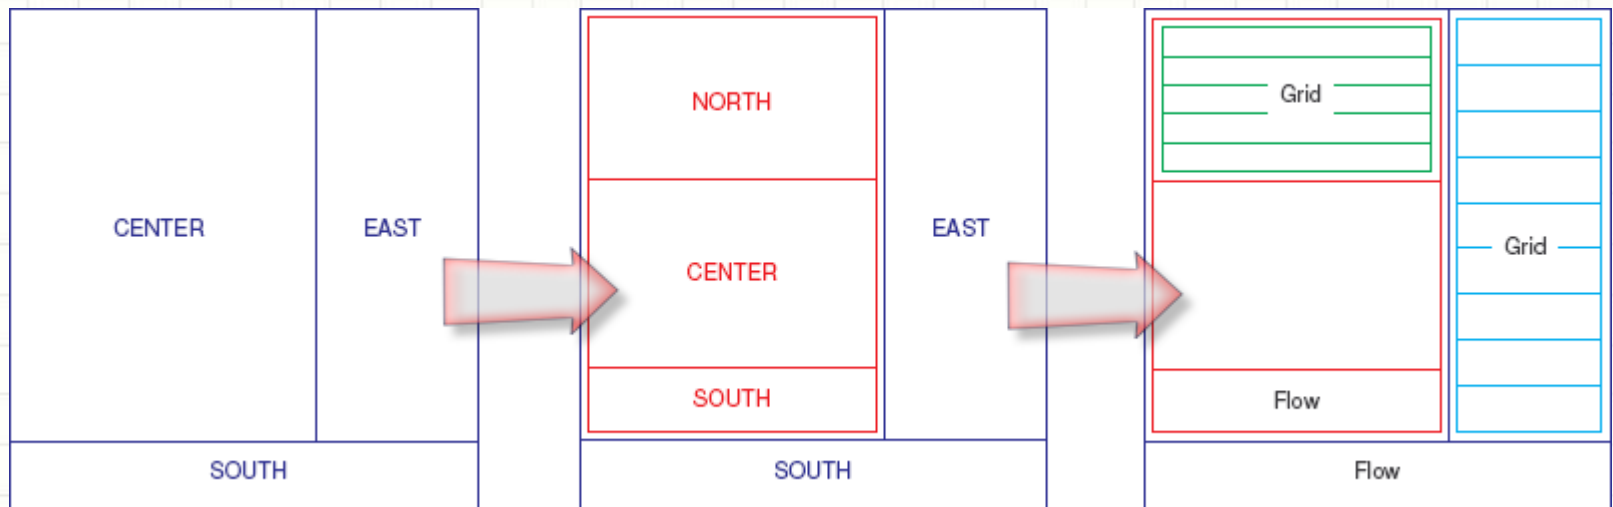 CENTER
EAST
SOUTH
NORTH
CENTER
SOUTH
EAST
SOUTH
Grid
Flow
Grid
Flow